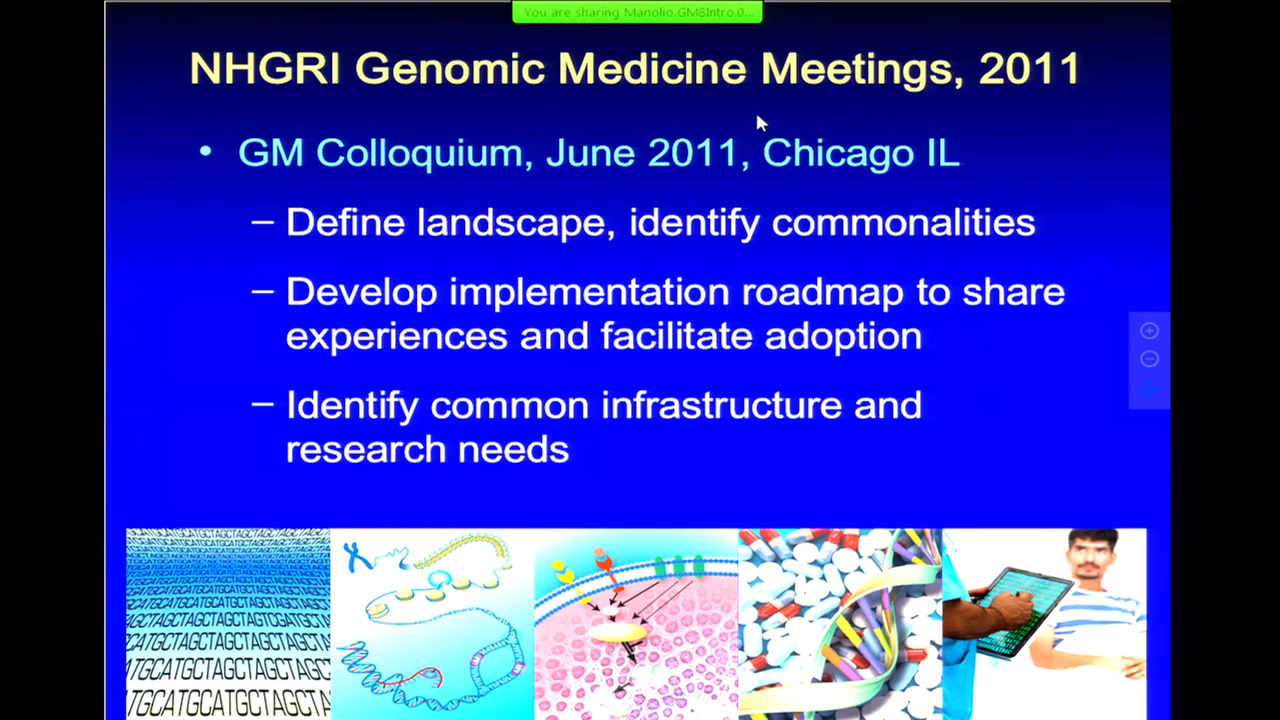 You are sharing Manolio.GM8Intro.0...
NHGRI Genomic Medicine Meetings, 2011
• GM Colloquium, June 2011, Chicago IL
– Define landscape, identify commonalities
– Develop implementation roadmap to share
experiences and facilitate adoption
– Identify common infrastructure and
research needs